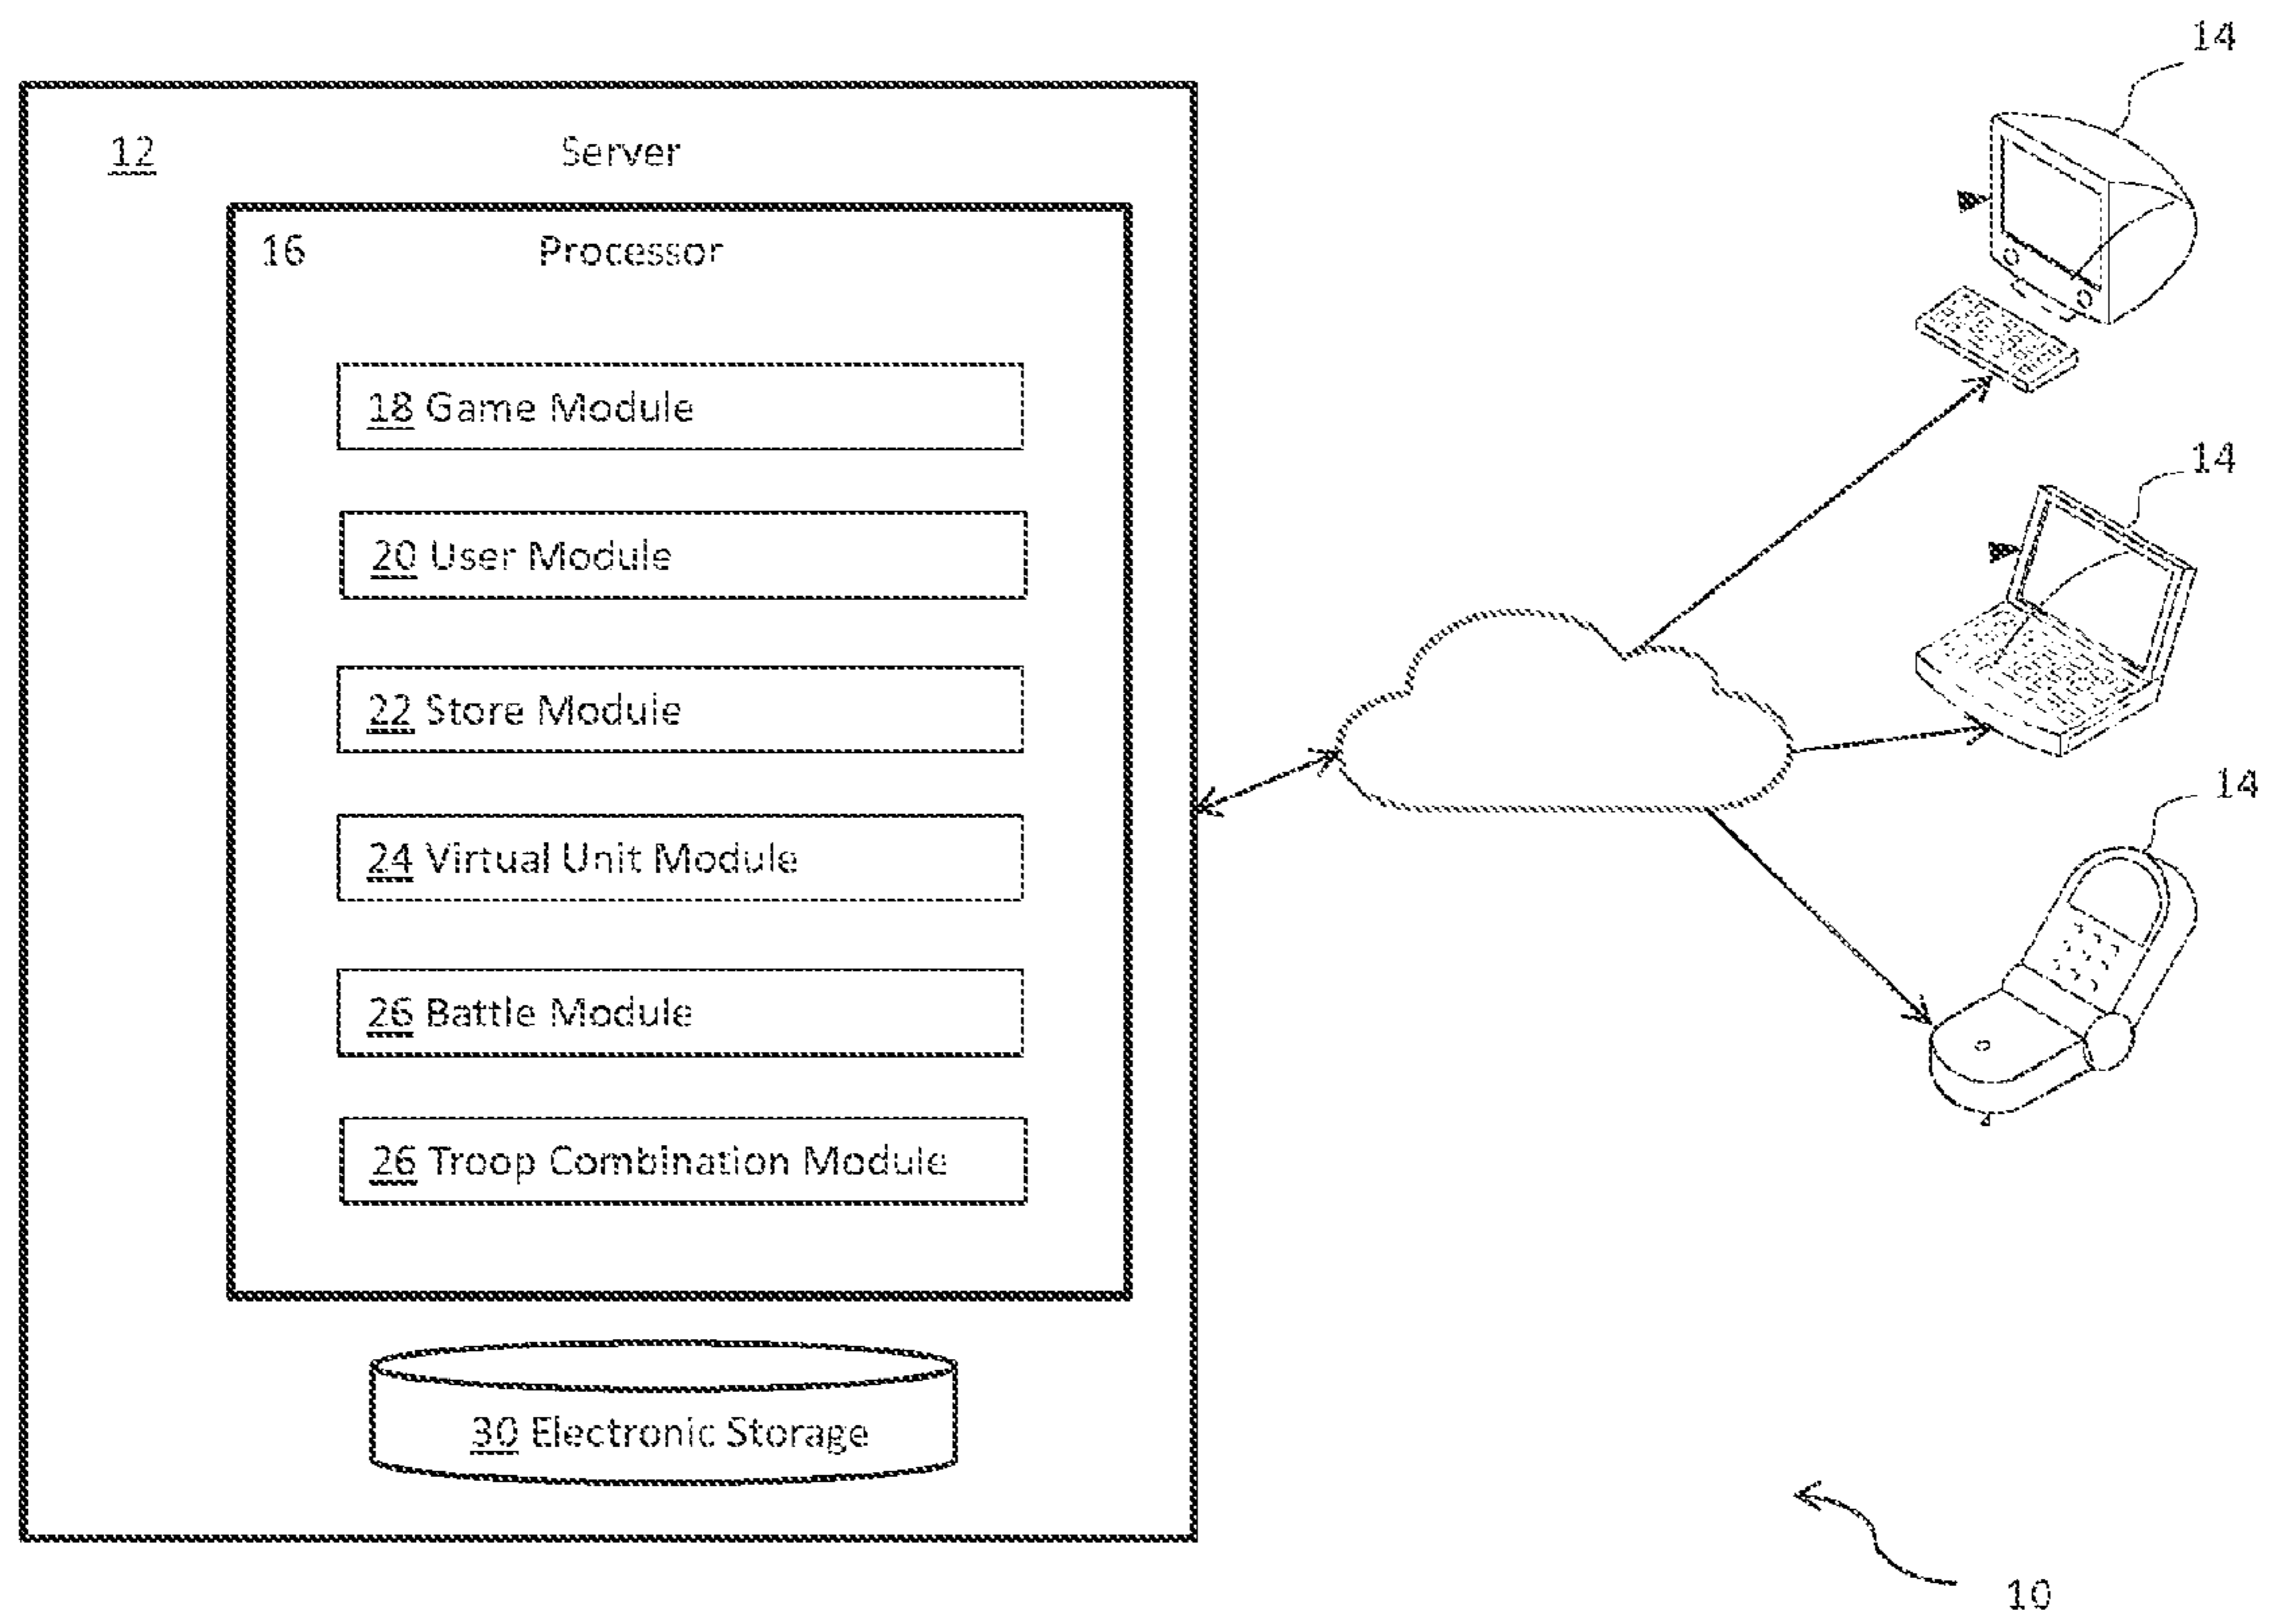 14
12 Server
16 Processor
18 Game Module
20 User Module
14
22 Store Module
14
24 Virtual Unit Module
26 Battle Module
26 Troop Combination Module
30 Electronic Storage
10